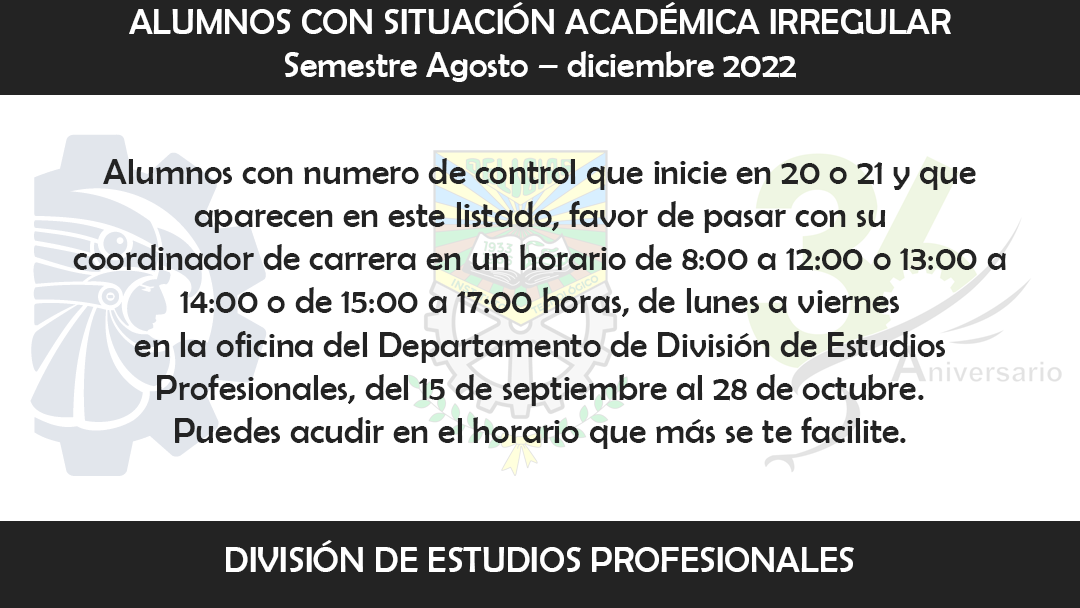 ALUMNOS CON SITUACIÓN ACADÉMICA IRREGULAR
Semestre Agosto – diciembre 2022
Alumnos con numero de control que inicie en 20 o 21 y que
aparecen en este listado, favor de pasar con su
coordinador de carrera en un horario de 8:00 a 12:00 o 13:00 a
14:00 o de 15:00 a 17:00 horas, de lunes a viernes
en la oficina del Departamento de División de Estudios
Profesionales, del 15 de septiembre al 28 de octubre.
Puedes acudir en el horario que más se te facilite.
DELICIAS
1933
34
Aniversario
DIVISIÓN DE ESTUDIOS PROFESIONALES